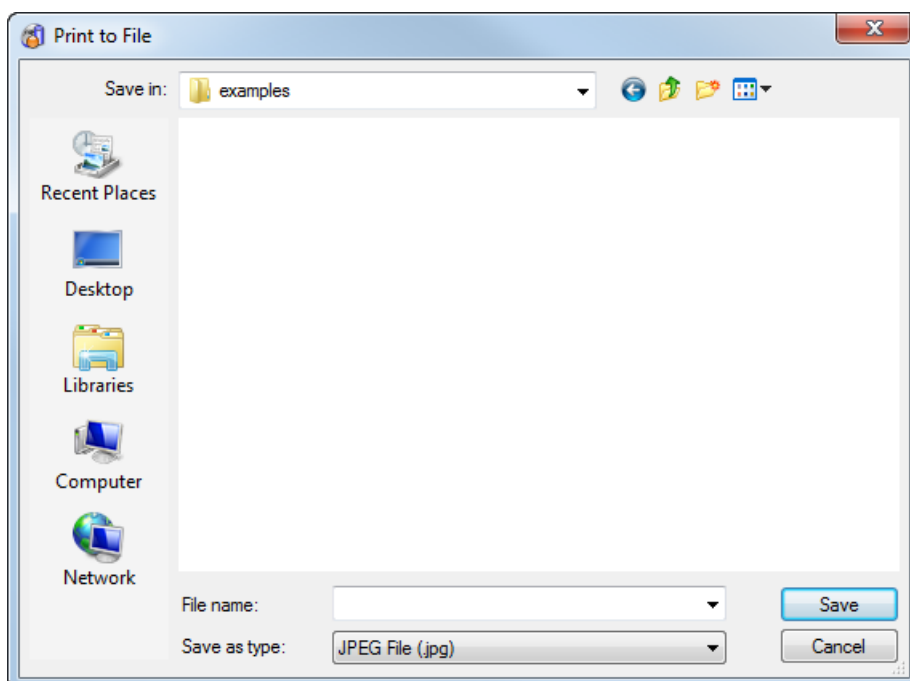 Print to File
Save in: examples
Recent Places
Desktop
Libraries
Computer
Network
File name: Save
Save as type: JPEG File (.jpg) Cancel